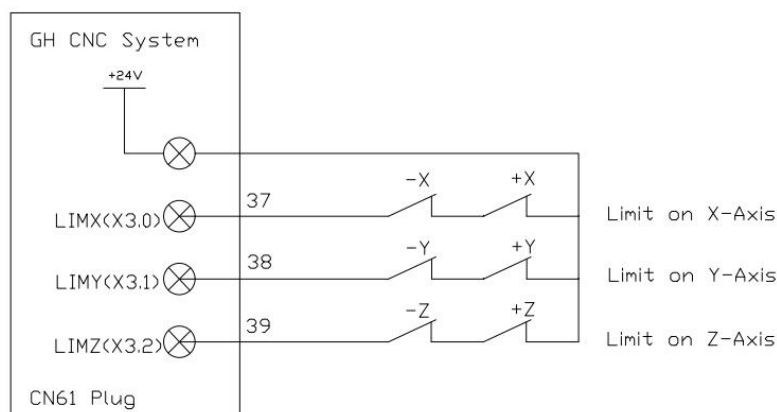 GH CNC System
+24V
-X +X
37
LIMX(X3.0) Limit on X-Axis
-Y +Y
38
LIMY(X3.1) Limit on Y-Axis
-Z +Z
39
LIMZ(X3.2) Limit on Z-Axis
CN61 Plug